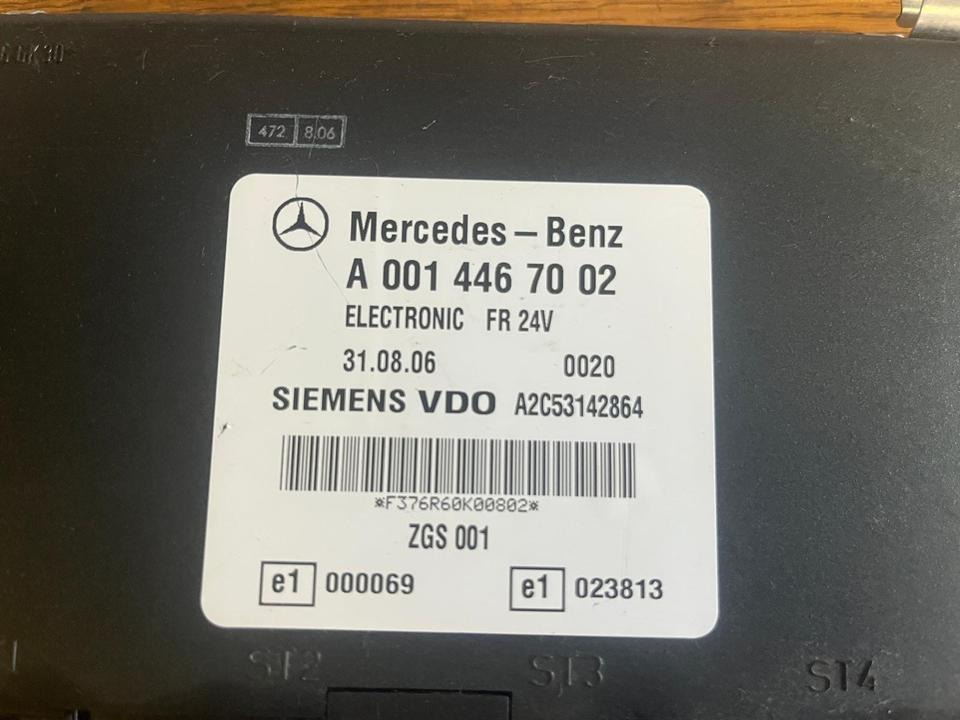 472 8.06
Mercedes-Benz
A 001 446 70 02
ELECTRONIC FR 24V
31.08.06 0020
SIEMENS VDO A2C53142864
*F376R60K00802*
ZGS 001
e1 000069 e1 023813
ST2 ST3 ST4